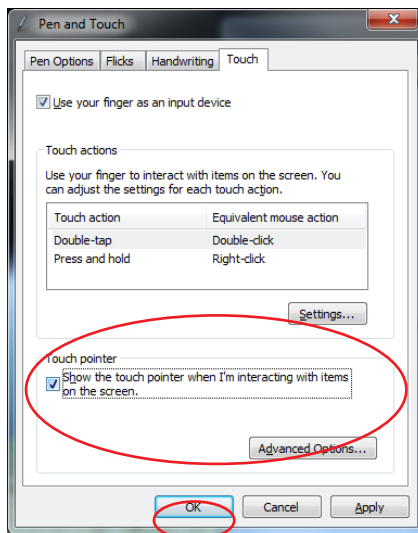 Pen and Touch
Pen Options Flicks Handwriting Touch
Use your finger as an input device
Touch actions
Use your finger to interact with items on the screen. You
can adjust the settings for each touch action.
Touch action Equivalent mouse action
Double-tap Double-click
Press and hold Right-click
Settings...
Touch pointer
Show the touch pointer when I'm interacting with items
on the screen.
Advanced Options...
OK Cancel Apply